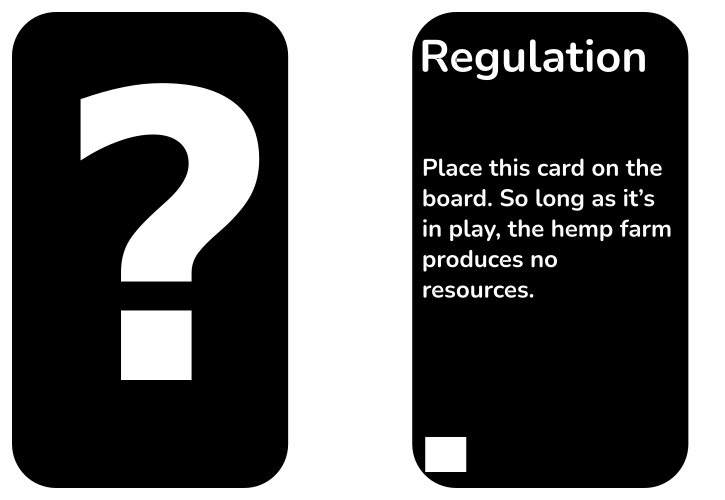 ?
Regulation
Place this card on the
board. So long as it’s
in play, the hemp farm
produces no
resources.